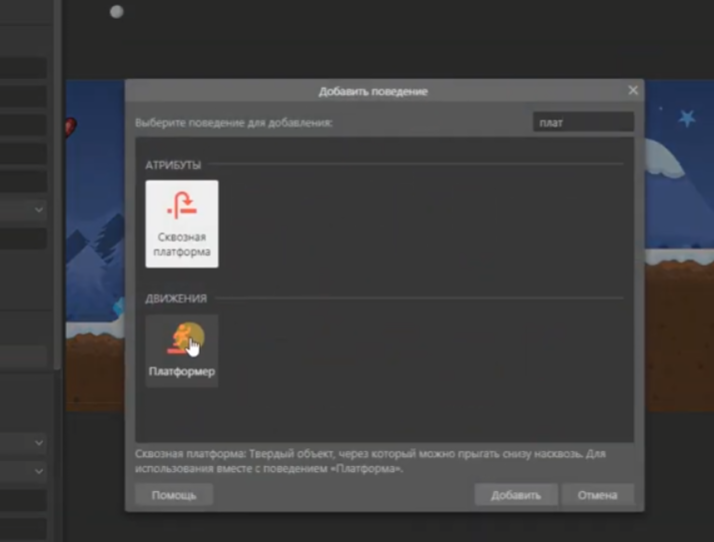 Добавить поведение
Выберите поведение для добавления:
плат
АТРИБУТЫ
Сквозная
платформа
ДВИЖЕНИЯ
Платформер
Сквозная платформа: Твердый объект, через который можно прыгать снизу насквозь. Для
использования вместе с поведением «Платформа».
Помощь
Добавить
Отмена